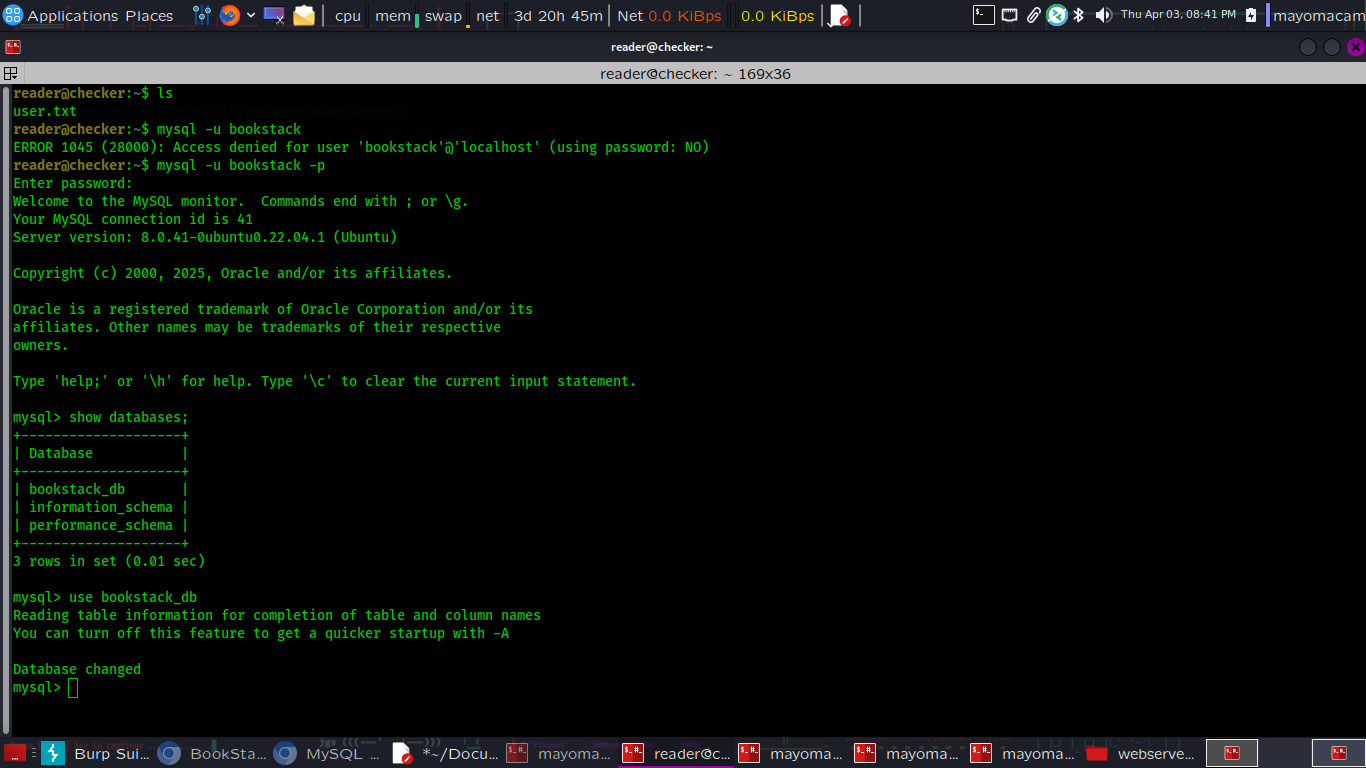 Applications Places cpu mem swap net 3d 20h 45m Net 0.0 KiBps 0.0 KiBps Thu Apr 03, 08:41 PM mayomacam
reader@checker: ~
reader@checker: ~ 169x36
reader@checker:~$ ls
user.txt
reader@checker:~$ mysql -u bookstack
ERROR 1045 (28000): Access denied for user 'bookstack'@'localhost' (using password: NO)
reader@checker:~$ mysql -u bookstack -p
Enter password:
Welcome to the MySQL monitor.  Commands end with ; or \g.
Your MySQL connection id is 41
Server version: 8.0.41-0ubuntu0.22.04.1 (Ubuntu)
Copyright (c) 2000, 2025, Oracle and/or its affiliates.
Oracle is a registered trademark of Oracle Corporation and/or its
affiliates. Other names may be trademarks of their respective
owners.
Type 'help;' or '\h' for help. Type '\c' to clear the current input statement.
mysql> show databases;
+--------------------+
| Database           |
+--------------------+
| bookstack_db       |
| information_schema |
| performance_schema |
+--------------------+
3 rows in set (0.01 sec)
mysql> use bookstack_db
Reading table information for completion of table and column names
You can turn off this feature to get a quicker startup with -A
Database changed
mysql>
Burp Sui... BookSta... MySQL ... *~/Docu... mayoma... reader@c... mayoma... mayoma... mayoma... webserve...